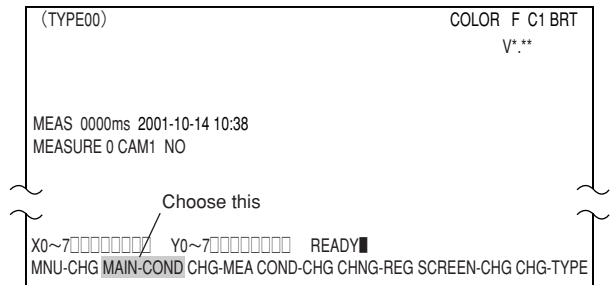 (TYPE00) COLOR F C1 BRT
V*.**
MEAS 0000ms 2001-10-14 10:38
MEASURE 0 CAM1 NO
Choose this
X0~7□□□□□□□□ Y0~7□□□□□□□□ READY■
MNU-CHG MAIN-COND CHG-MEA COND-CHG CHNG-REG SCREEN-CHG CHG-TYPE